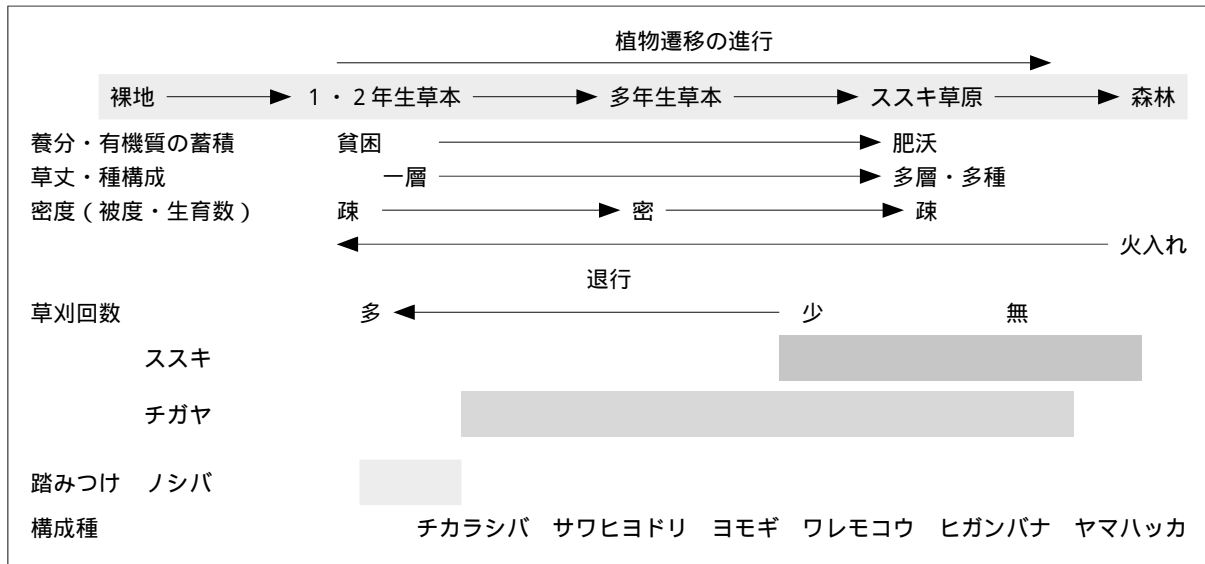 植物遷移の進行
裸地 1・2年生草本 多年生草本 ススキ草原 森林
養分・有機質の蓄積 貧困 肥沃
草丈・種構成 一層 多層・多種
密度(被度・生育数) 疎 密 疎
火入れ
退行
草刈回数 多 少 無
ススキ
チガヤ
踏みつけ ノシバ
構成種 チカラシバ サワヒヨドリ ヨモギ ワレモコウ ヒガンバナ ヤマハッカ